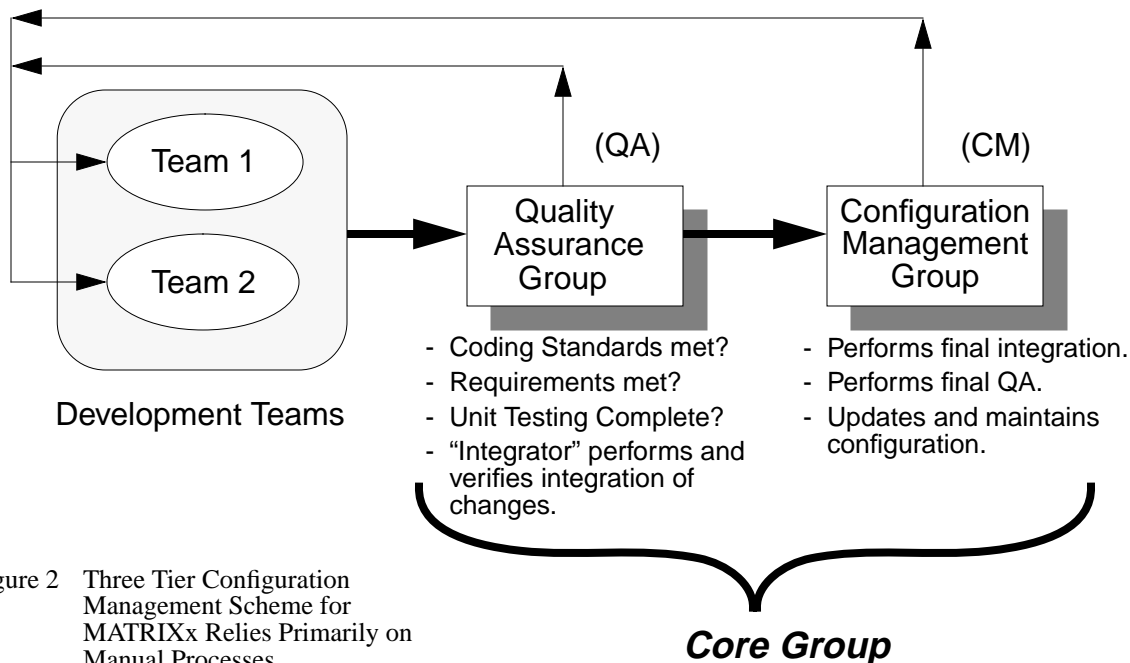 (QA)
(CM)
Team 1
Team 2
Development Teams
Quality
Assurance
Group
Configuration
Management
Group
- Coding Standards met?
- Requirements met?
- Unit Testing Complete?
- “Integrator” performs and
verifies integration of
changes.
- Performs final integration.
- Performs final QA.
- Updates and maintains
configuration.
Core Group
gure 2 Three Tier Configuration
Management Scheme for
MATRIXx Relies Primarily on
Manual Processes